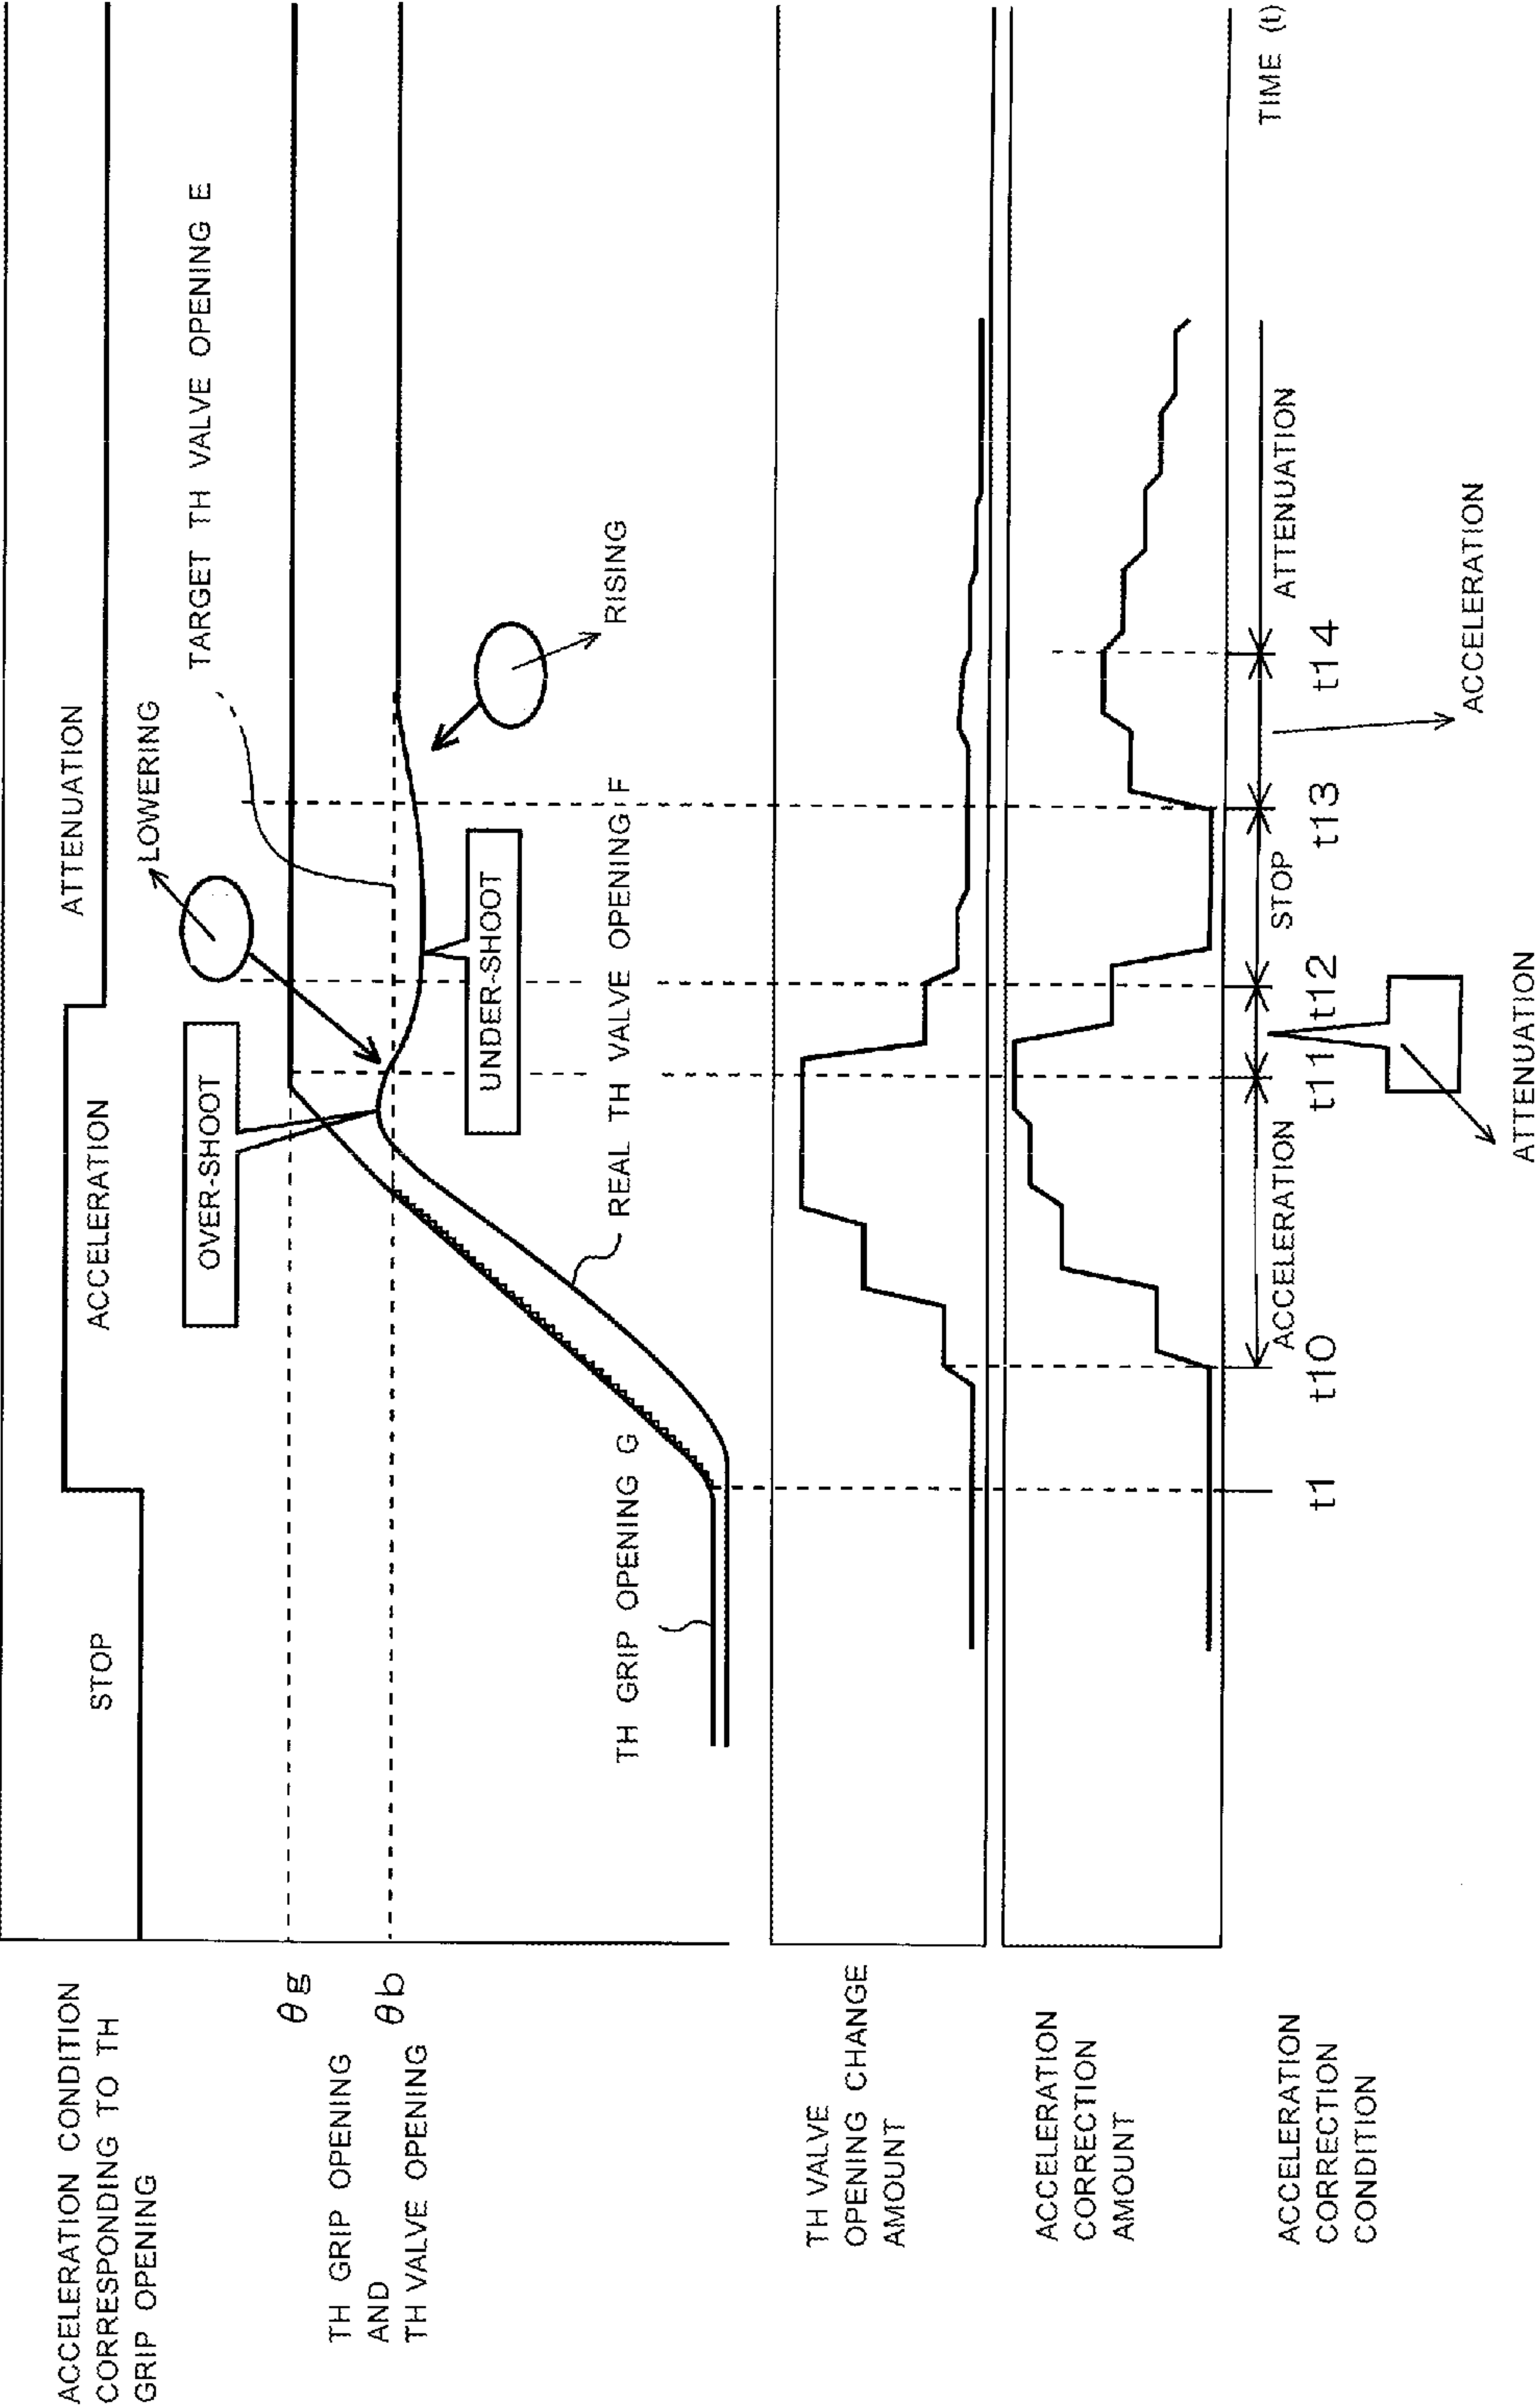 ACCELERATION CONDITION
CORRESPONDING TO TH
GRIP OPENING
STOP
ACCELERATION
ATTENUATION
θg
θb
TH GRIP OPENING
AND
TH VALVE OPENING
OVER-SHOOT
LOWERING
TARGET TH VALVE OPENING E
UNDER-SHOOT
RISING
TH GRIP OPENING G
REAL TH VALVE OPENING F
TH VALVE
OPENING CHANGE
AMOUNT
ACCELERATION
CORRECTION
AMOUNT
ACCELERATION
CORRECTION
CONDITION
ACCELERATION
STOP
ATTENUATION
TIME (t)
t1
t10
t11
t12
t13
t14
ATTENUATION
ACCELERATION